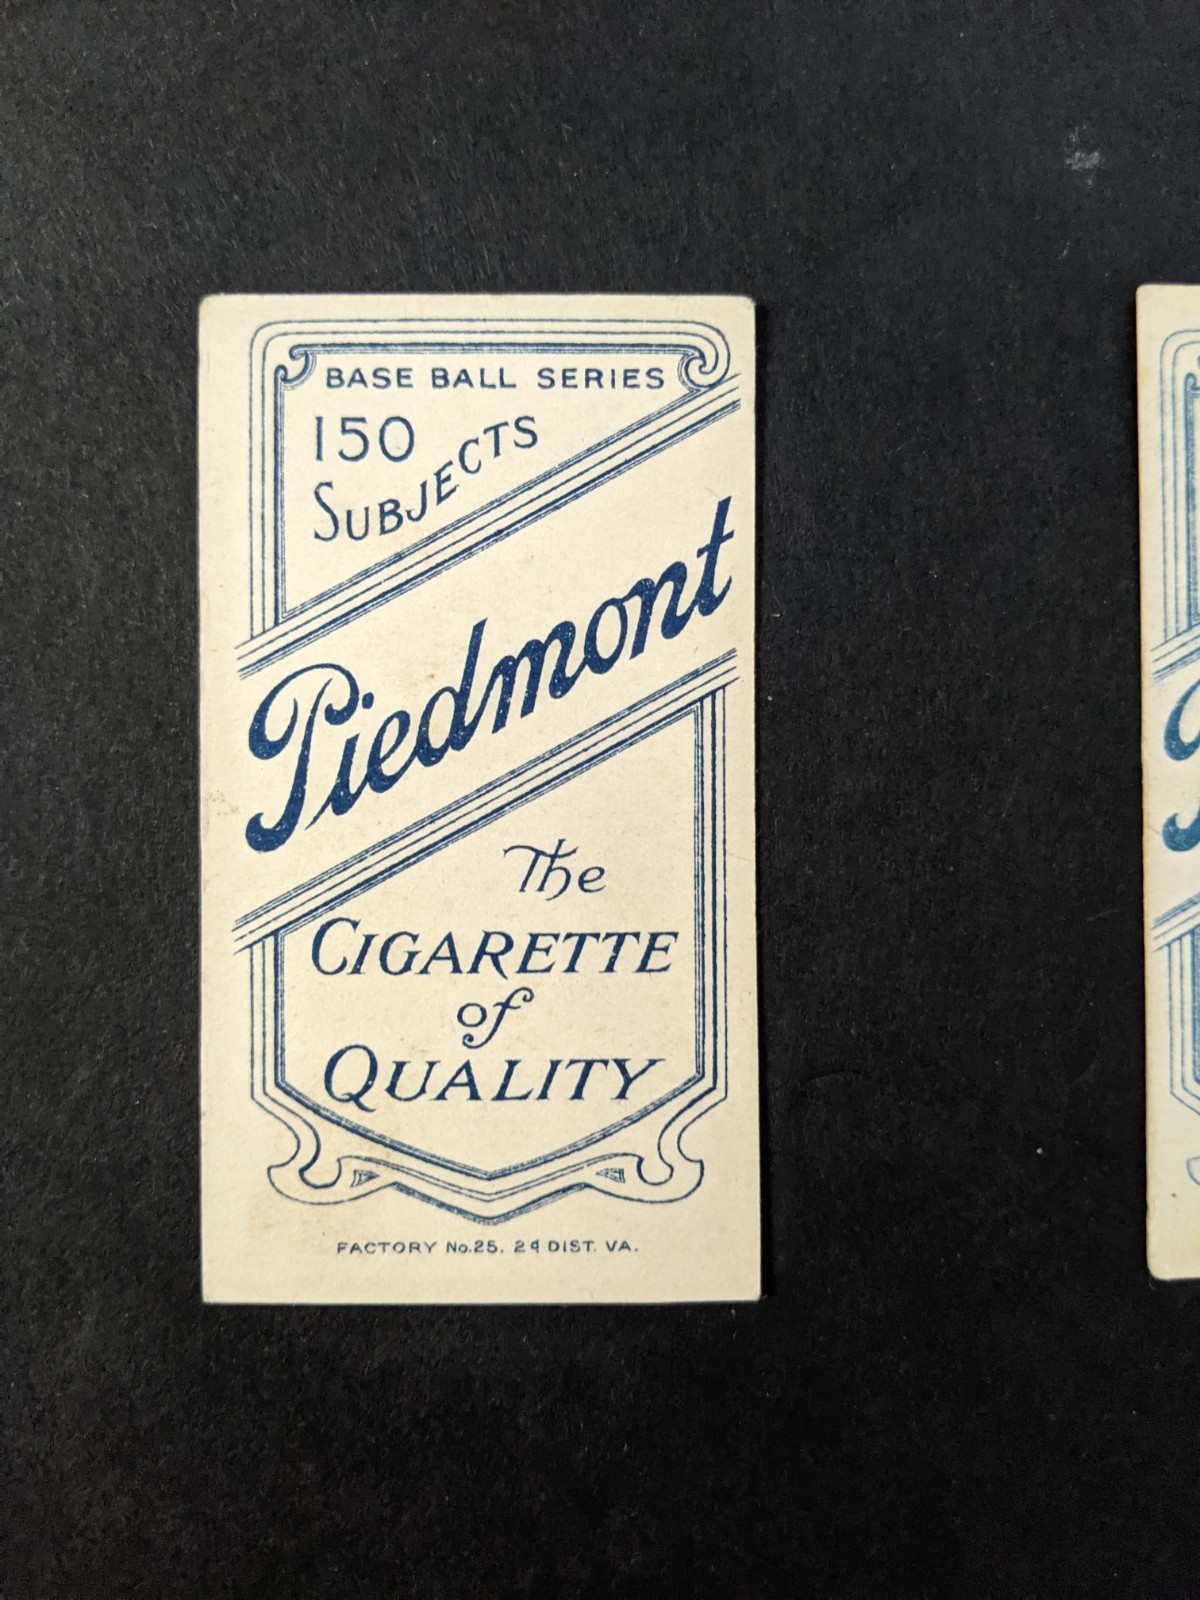 BASE BALL SERIES
150
SUBJECTS
Piedmont
The
CIGARETTE
of
QUALITY
FACTORY No. 25. 2d DIST. VA.